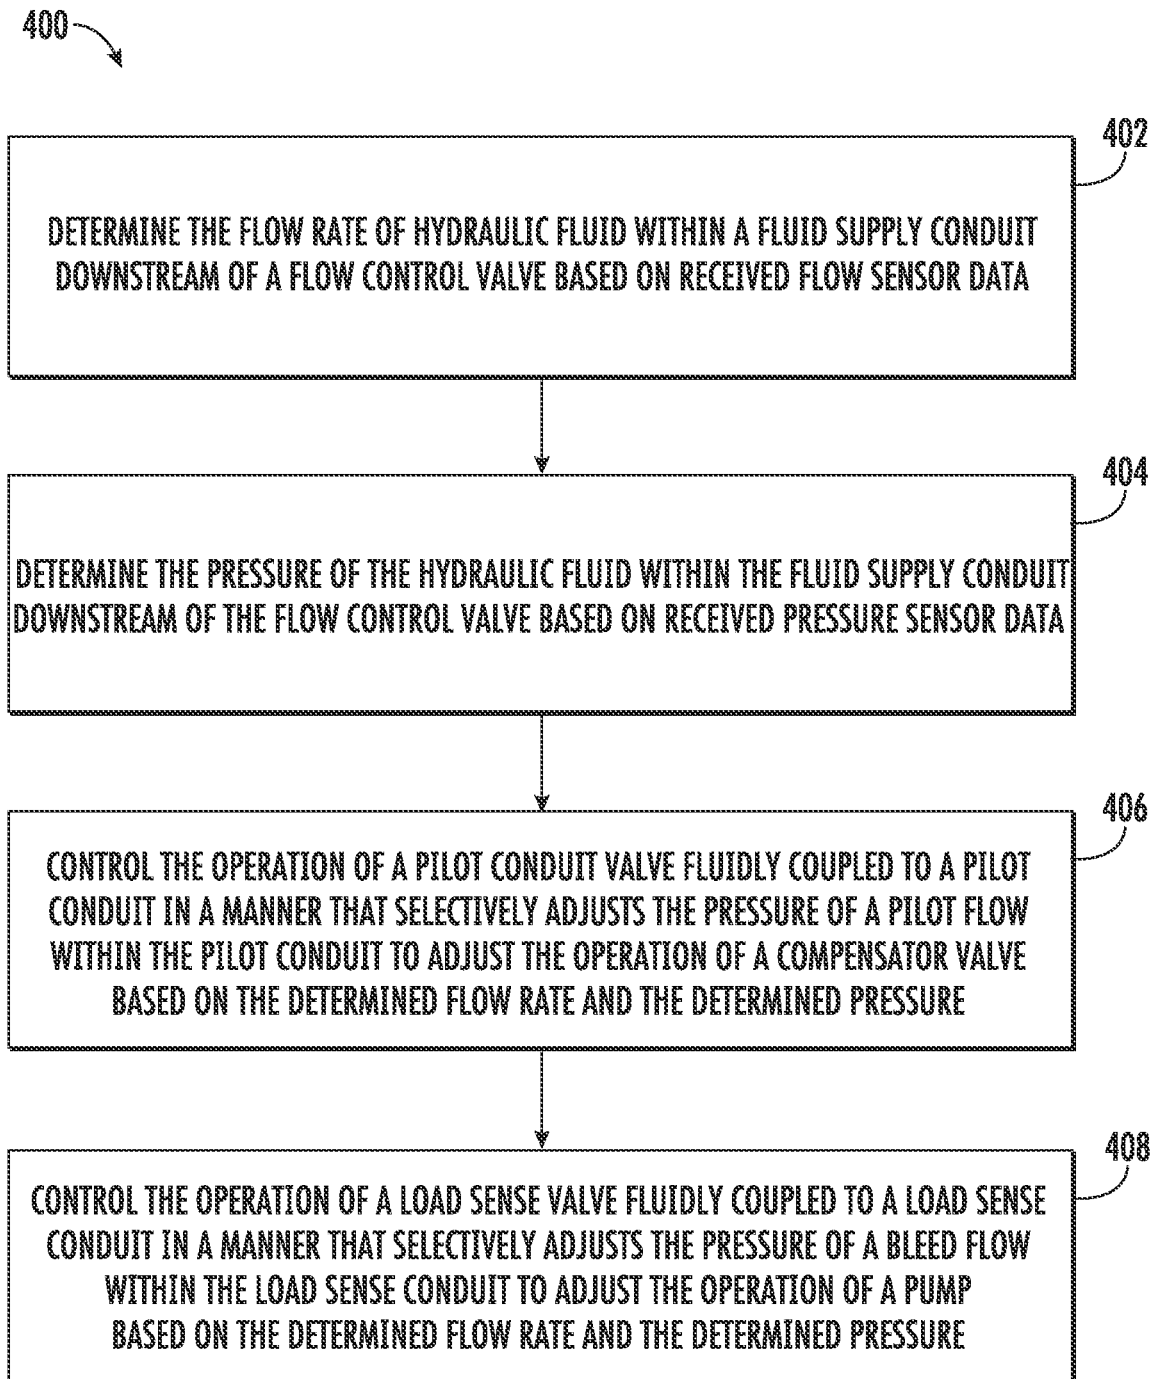 400
402
DETERMINE THE FLOW RATE OF HYDRAULIC FLUID WITHIN A FLUID SUPPLY CONDUIT
DOWNSTREAM OF A FLOW CONTROL VALVE BASED ON RECEIVED FLOW SENSOR DATA
404
DETERMINE THE PRESSURE OF THE HYDRAULIC FLUID WITHIN THE FLUID SUPPLY CONDUIT
DOWNSTREAM OF THE FLOW CONTROL VALVE BASED ON RECEIVED PRESSURE SENSOR DATA
406
CONTROL THE OPERATION OF A PILOT CONDUIT VALVE FLUIDLY COUPLED TO A PILOT
CONDUIT IN A MANNER THAT SELECTIVELY ADJUSTS THE PRESSURE OF A PILOT FLOW
WITHIN THE PILOT CONDUIT TO ADJUST THE OPERATION OF A COMPENSATOR VALVE
BASED ON THE DETERMINED FLOW RATE AND THE DETERMINED PRESSURE
408
CONTROL THE OPERATION OF A LOAD SENSE VALVE FLUIDLY COUPLED TO A LOAD SENSE
CONDUIT IN A MANNER THAT SELECTIVELY ADJUSTS THE PRESSURE OF A BLEED FLOW
WITHIN THE LOAD SENSE CONDUIT TO ADJUST THE OPERATION OF A PUMP
BASED ON THE DETERMINED FLOW RATE AND THE DETERMINED PRESSURE